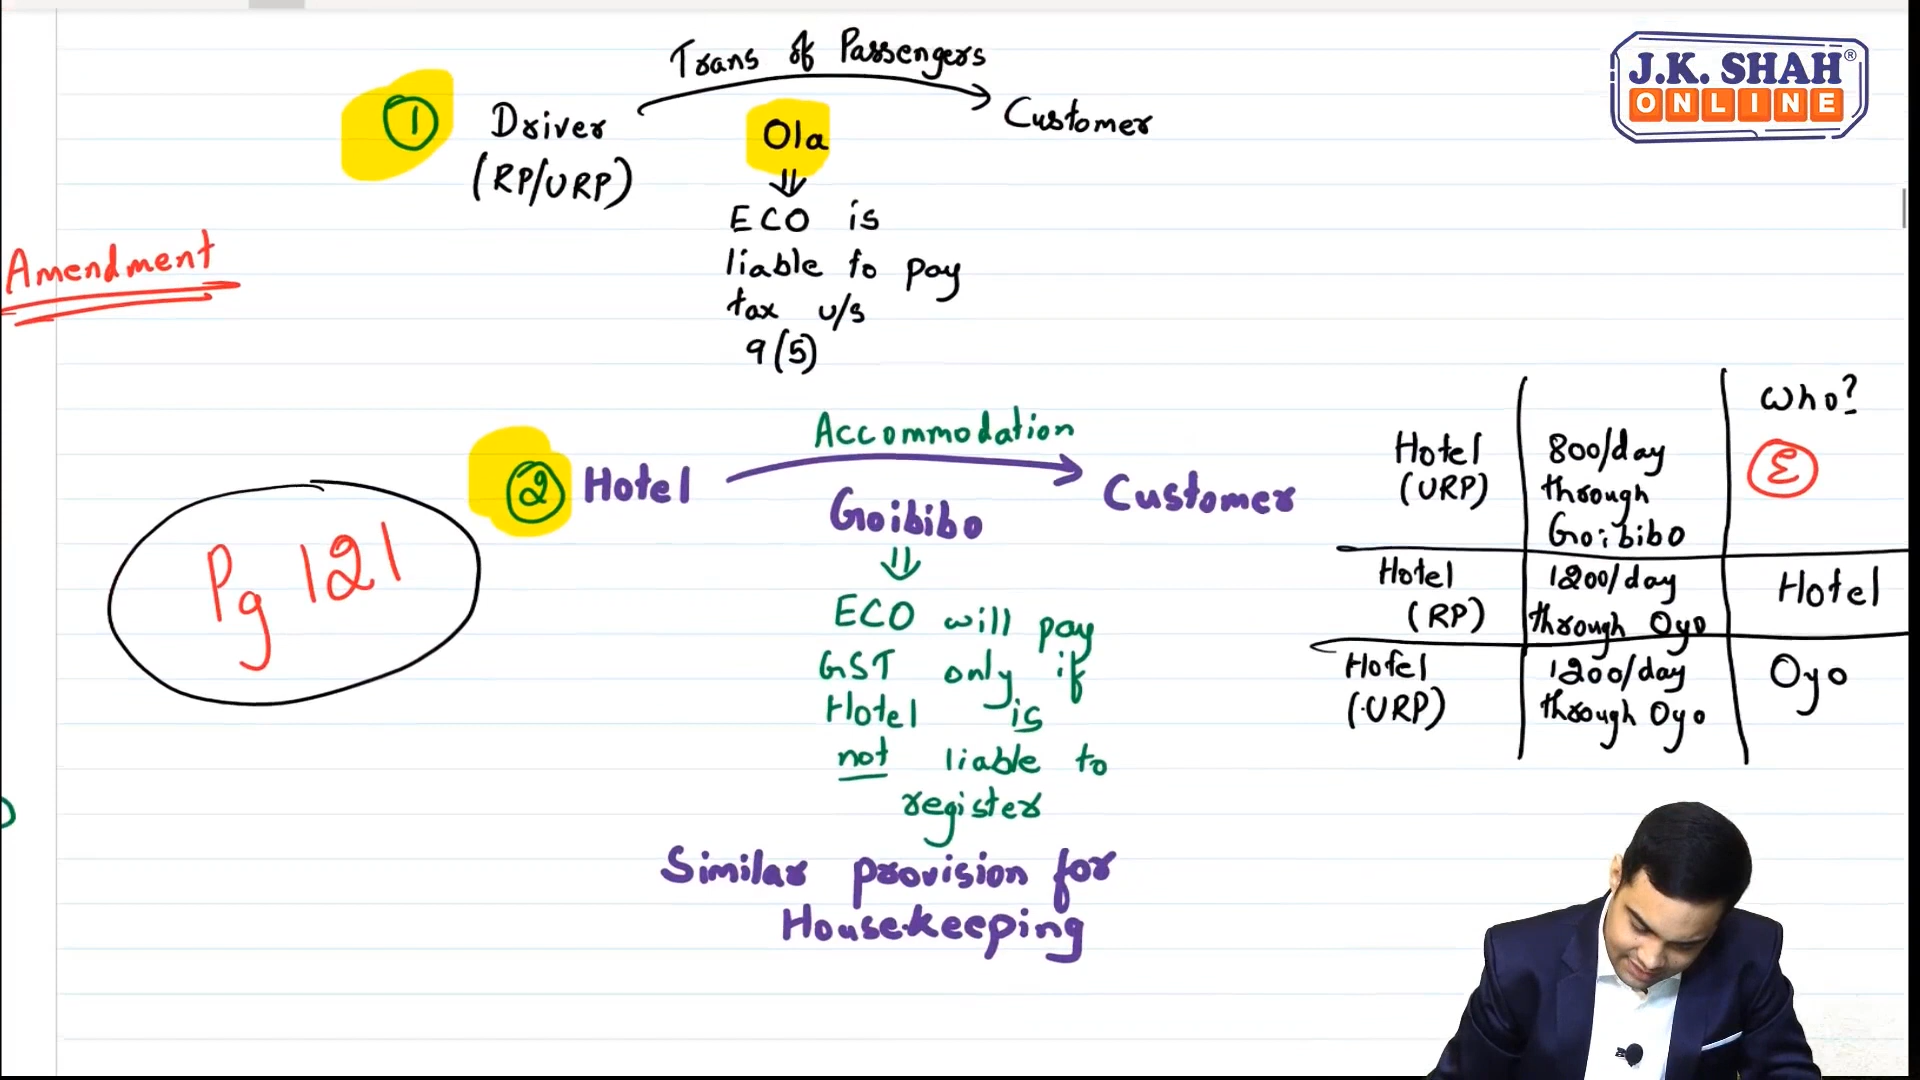 Trans of Passengers
J.K. SHAH®
ONLINE
1 Driver
Ola
Customer
(RP/URP)
ECO is
liable to pay
tax u/s
9(5)
Amendment
Pg 121
2 Hotel
Accommodation
Customer
Goibibo
ECO will pay
GST only if
Hotel is
not liable to
register
Similar provision for
Housekeeping
Who?
Hotel
(URP)
800/day
through
Goibibo
Hotel
(RP)
1200/day
through Oyo
Hotel
Hotel
(URP)
1200/day
through Oyo
Oyo